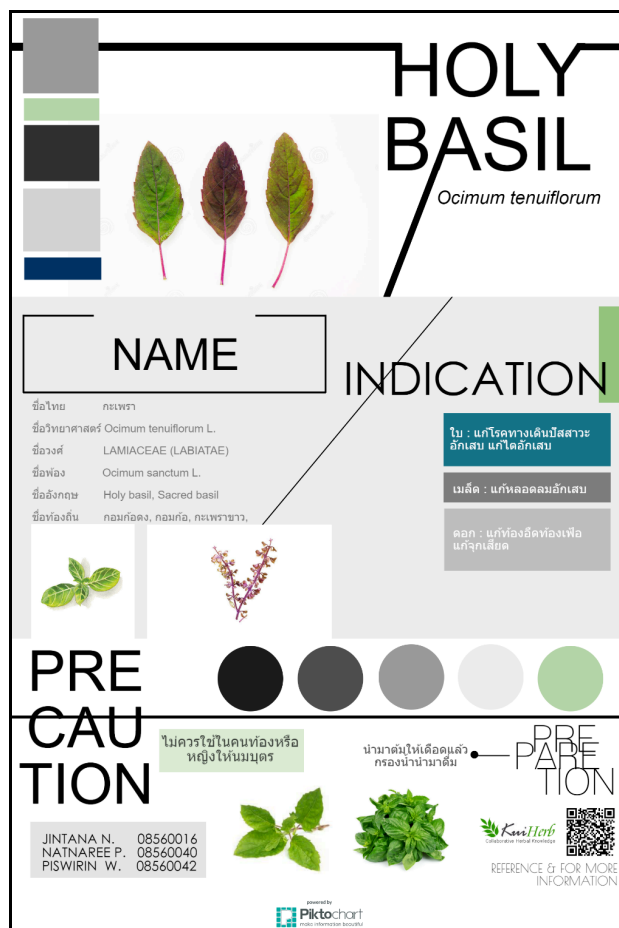 HOLY
BASIL
Ocimum tenuiflorum
NAME
INDICATION
ชื่อไทย กะเพรา
ชื่อวิทยาศาสตร์ Ocimum tenuiflorum L.
ชื่อวงศ์ LAMIACEAE (LABIATAE)
ชื่อพ้อง Ocimum sanctum L.
ชื่ออังกฤษ Holy basil, Sacred basil
ชื่อท้องถิ่น กอมก้อดง, กอมก้อ, กะเพราขาว,
ใบ : แก้โรคทางเดินปัสสาวะ
อักเสบ แก้ไตอักเสบ
เมล็ด : แก้หลอดลมอักเสบ
ดอก : แก้ท้องอืดท้องเฟ้อ
แก้จุกเสียด
PRE
CAU
TION
ไม่ควรใช้ในคนท้องหรือ
หญิงให้นมบุตร
นำมาต้มให้เดือดแล้ว
กรองน้ำนำมาดื่ม
PRE
PARE
TION
JINTANA N. 08560016
NATNAREE P. 08560040
PISWIRIN W. 08560042
KuiHerb
Collaborative Herbal Knowledge
REFERENCE & FOR MORE
INFORMATION
powered by
Piktochart
make information beautiful